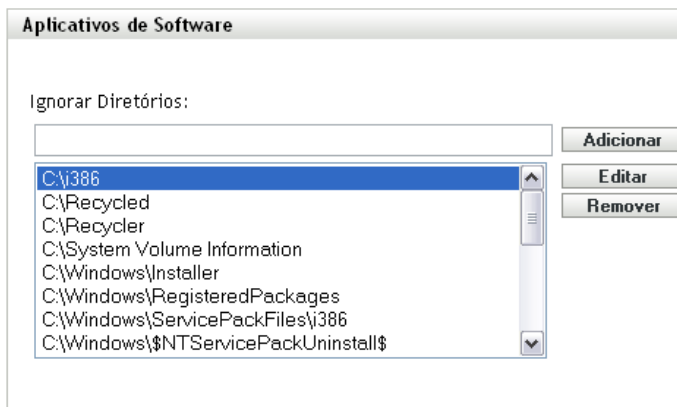 Aplicativos de Software
Ignorar Diretórios:
Adicionar
C:\i386
Editar
C:\Recycled
Remover
C:\Recycler
C:\System Volume Information
C:\Windows\Installer
C:\Windows\RegisteredPackages
C:\Windows\ServicePackFiles\i386
C:\Windows\$NTServicePackUninstall$